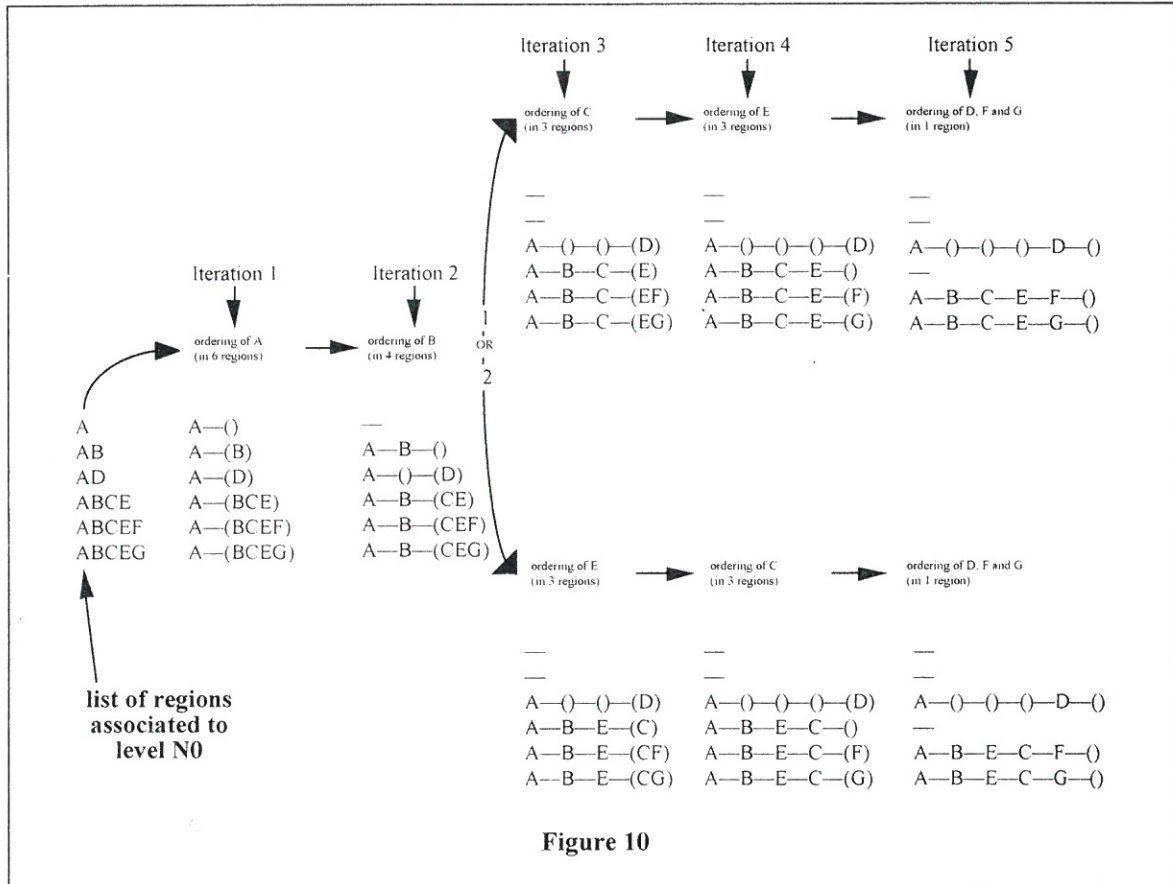 Iteration 3
Iteration 4
Iteration 5
ordering of C
(in 3 regions)
ordering of E
(in 3 regions)
ordering of D, F and G
(in 1 region)
—
—
A—()—()—(D)
A—B—C—(E)
A—B—C—(EF)
A—B—C—(EG)
—
—
A—()—()—()—(D)
A—B—C—E—()
A—B—C—E—(F)
A—B—C—E—(G)
—
—
A—()—()—()—D—()
—
A—B—C—E—F—()
A—B—C—E—G—()
Iteration 1
Iteration 2
ordering of A
(in 6 regions)
ordering of B
(in 4 regions)
1
OR
2
A
AB
AD
ABCE
ABCEF
ABCEG
A—()
A—(B)
A—(D)
A—(BCE)
A—(BCEF)
A—(BCEG)
—
A—B—()
A—()—(D)
A—B—(CE)
A—B—(CEF)
A—B—(CEG)
list of regions
associated to
level N0
ordering of E
(in 3 regions)
ordering of C
(in 3 regions)
ordering of D, F and G
(in 1 region)
—
—
A—()—()—(D)
A—B—E—(C)
A—B—E—(CF)
A—B—E—(CG)
—
—
A—()—()—()—(D)
A—B—E—C—()
A—B—E—C—(F)
A—B—E—C—(G)
—
—
A—()—()—()—D—()
—
A—B—E—C—F—()
A—B—E—C—G—()
Figure 10